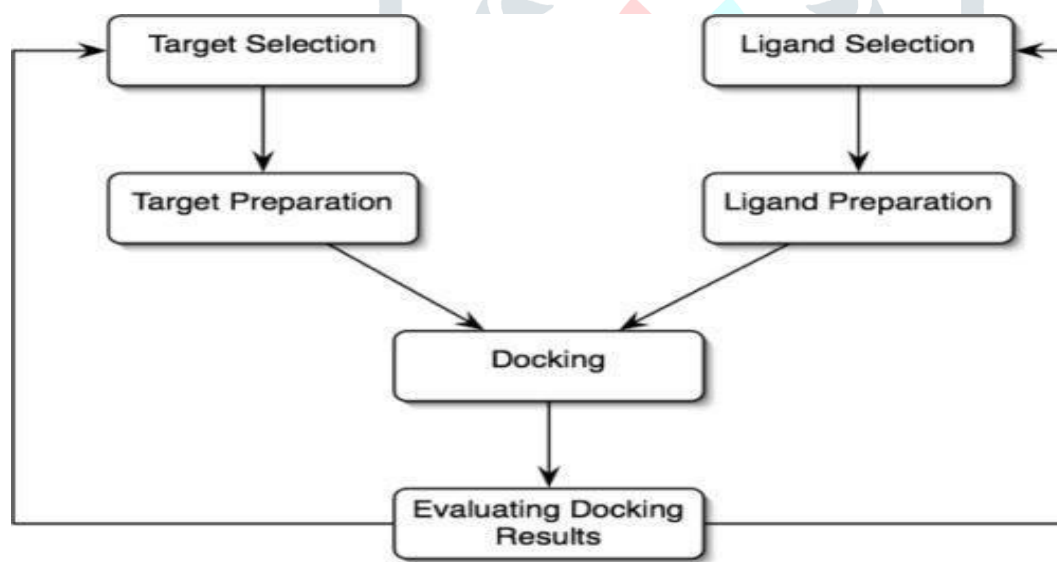 Target Selection
Ligand Selection
Target Preparation
Ligand Preparation
Docking
Evaluating Docking
Results